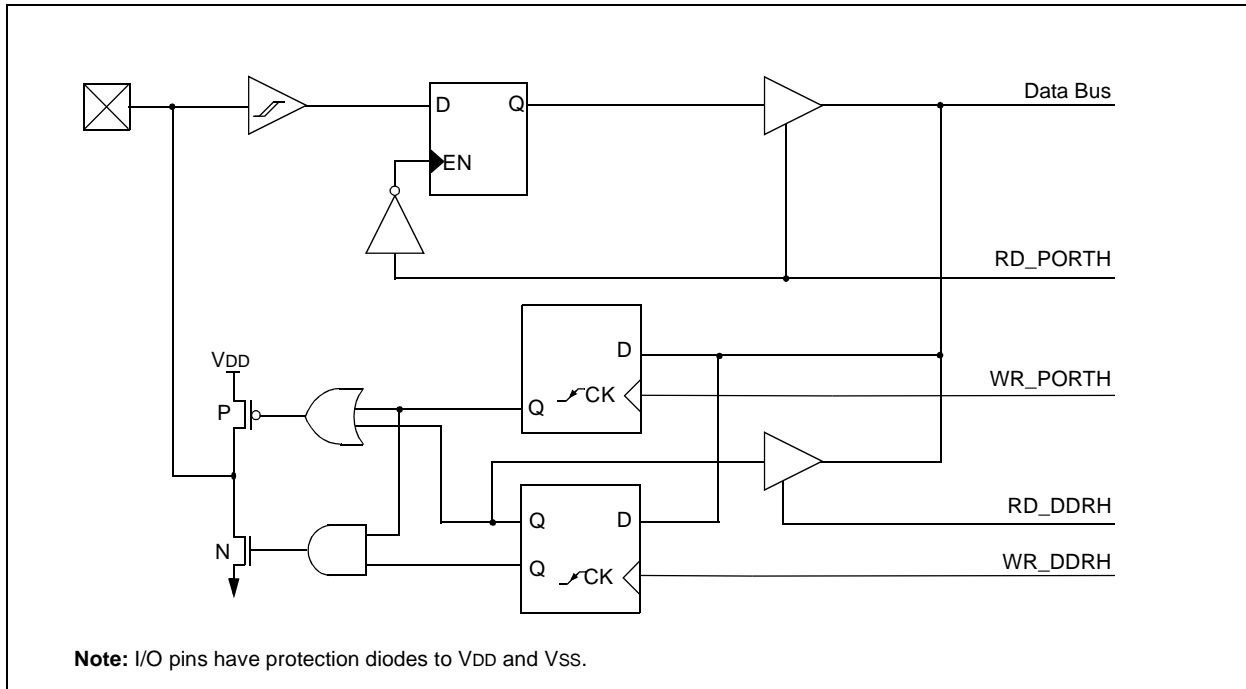 Data Bus
D
Q
EN
RD_PORTH
VDD
D
WR_PORTH
P
Q
CK
RD_DDRH
Q
D
N
Q
CK
WR_DDRH
Note: I/O pins have protection diodes to VDD and VSS.